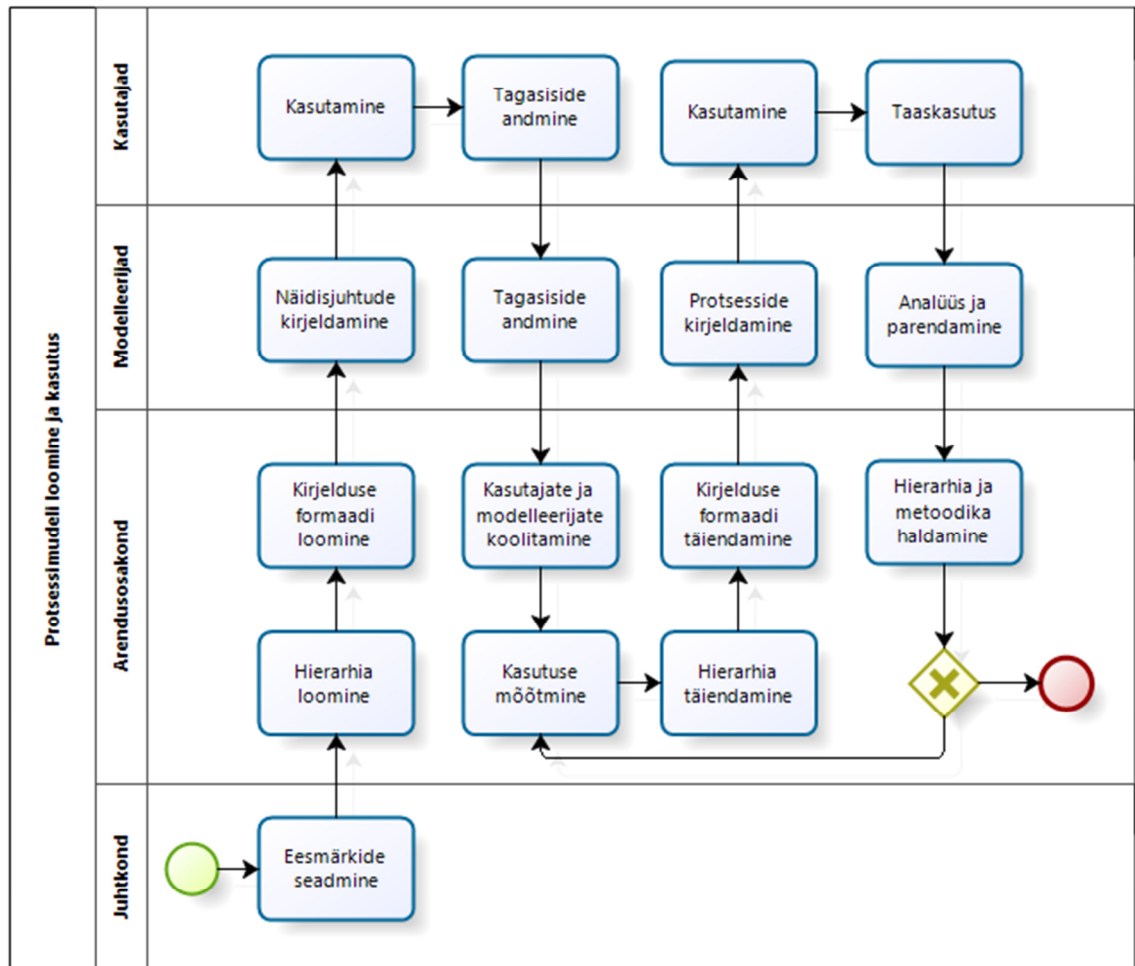 Protsessimudeli loomine ja kasutus
Kasutajad
Kasutamine
Tagasiside
andmine
Kasutamine
Taaskasutus
Modelleerijad
Näidisjuhtude
kirjeldamine
Tagasiside
andmine
Protsesside
kirjeldamine
Analüüs ja
parendamine
Arendusosakond
Kirjelduse
formaadi
loomine
Kasutajate ja
modelleerijate
koolitamine
Kirjelduse
formaadi
täiendamine
Hierarhia ja
metoodika
haldamine
Hierarhia
loomine
Kasutuse
mõõtmine
Hierarhia
täiendamine
Juhtkond
Eesmärkide
seadmine